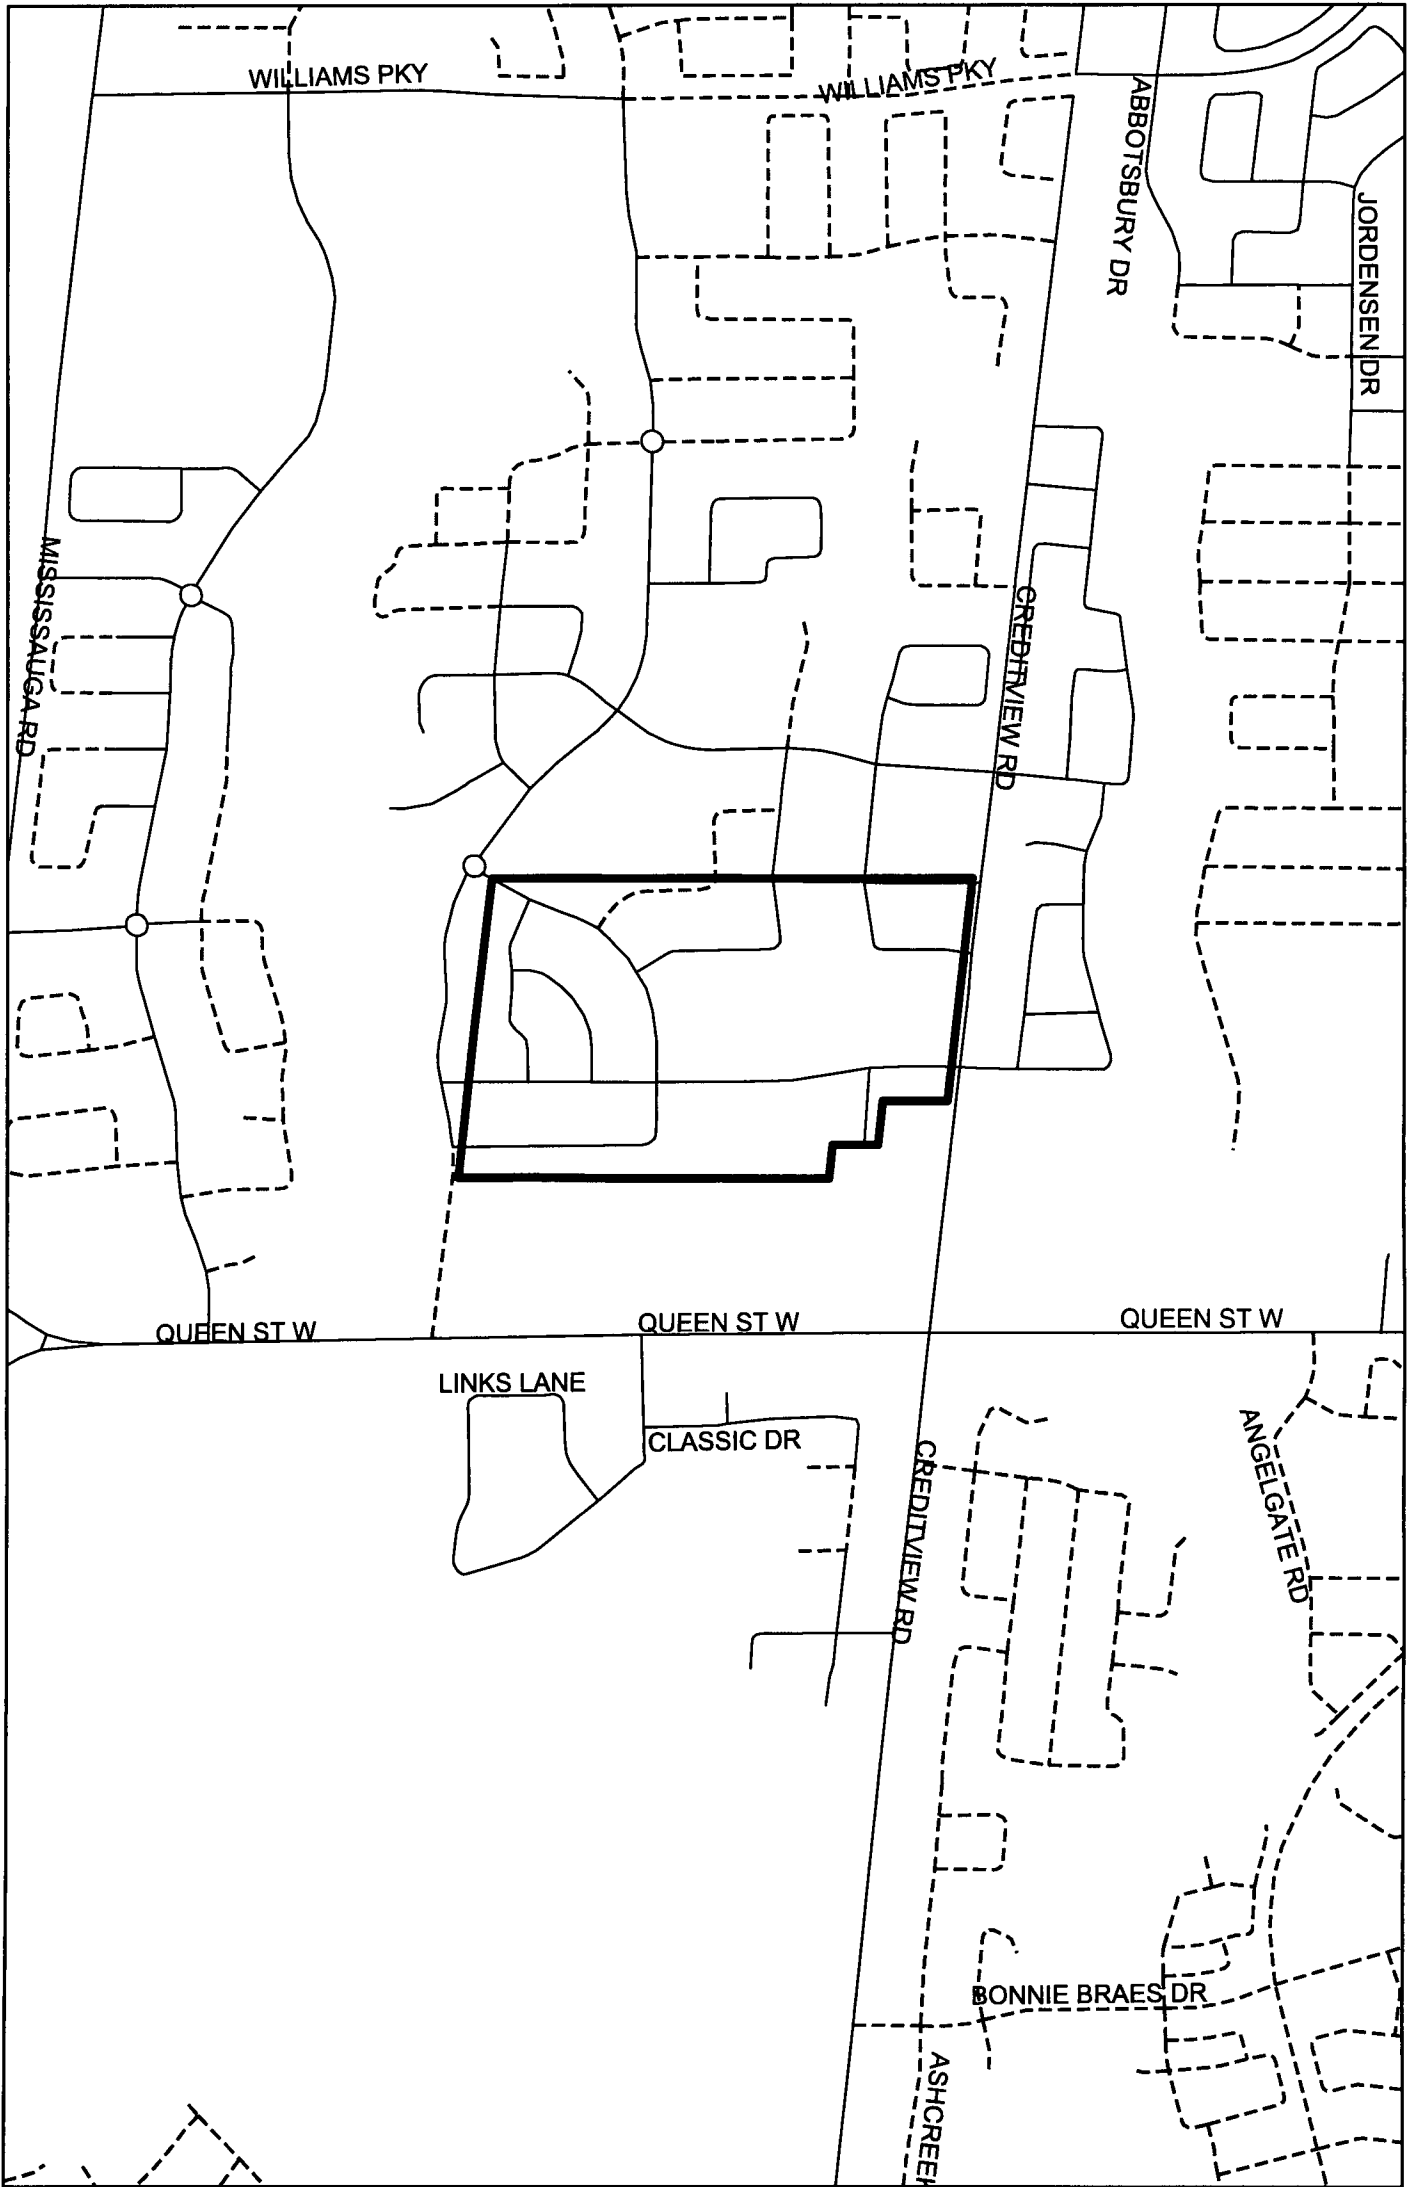 WILLIAMS PKY
WILLIAMS PKY
ABBOTSBURY DR
JORDENSEN DR
MISSISSAUGA RD
CREDITVIEW RD
QUEEN ST W
QUEEN ST W
QUEEN ST W
LINKS LANE
CLASSIC DR
CREDITVIEW RD
ANGELGATE RD
BONNIE BRAES DR
ASHCREE